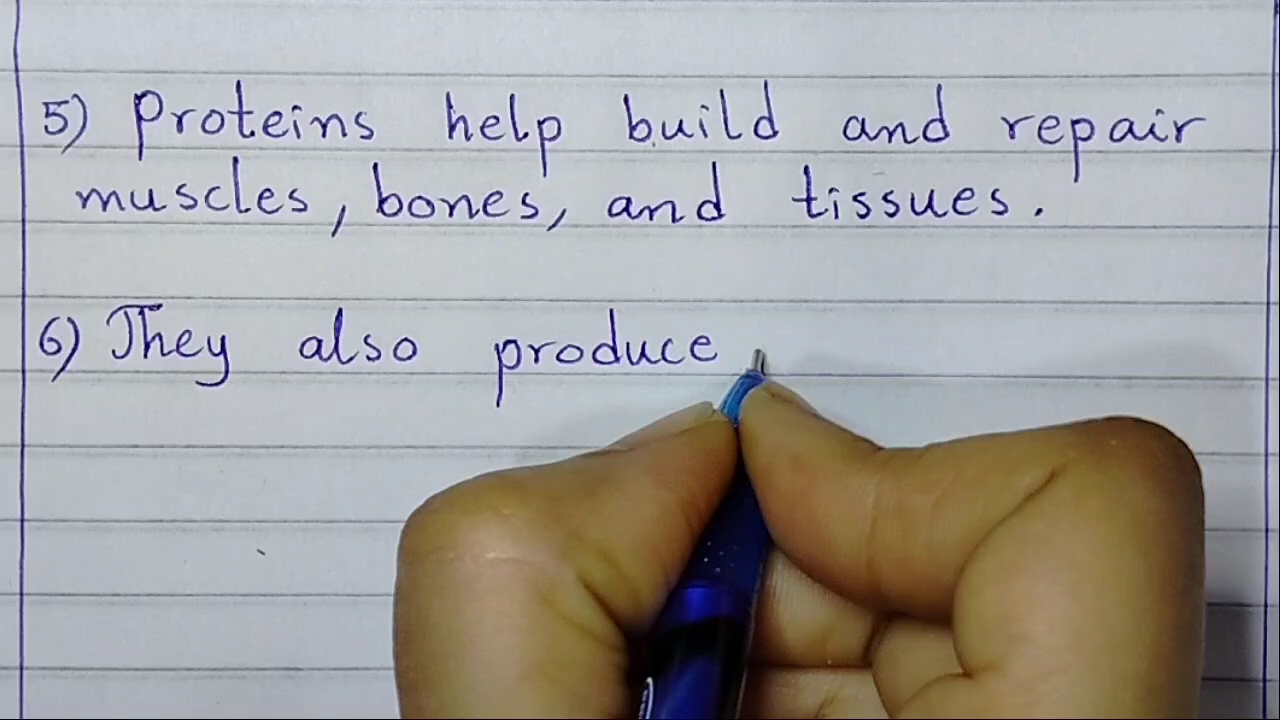 5) Proteins help build and repair
muscles, bones, and tissues.
6) They also produce